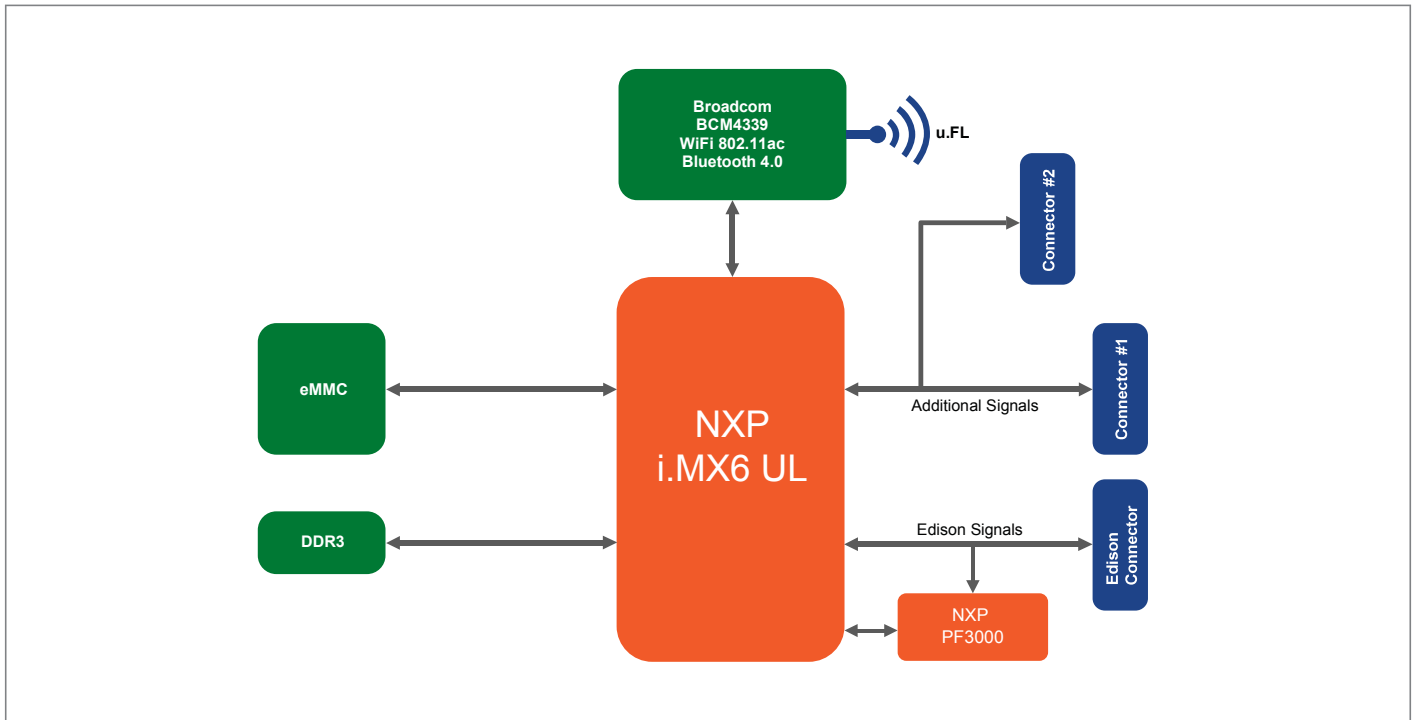 Broadcom
BCM4339
WiFi 802.11ac
Bluetooth 4.0
u.FL
Connector #2
eMMC
NXP
i.MX6 UL
Additional Signals
Connector #1
DDR3
Edison Signals
Edison
Connector
NXP
PF3000